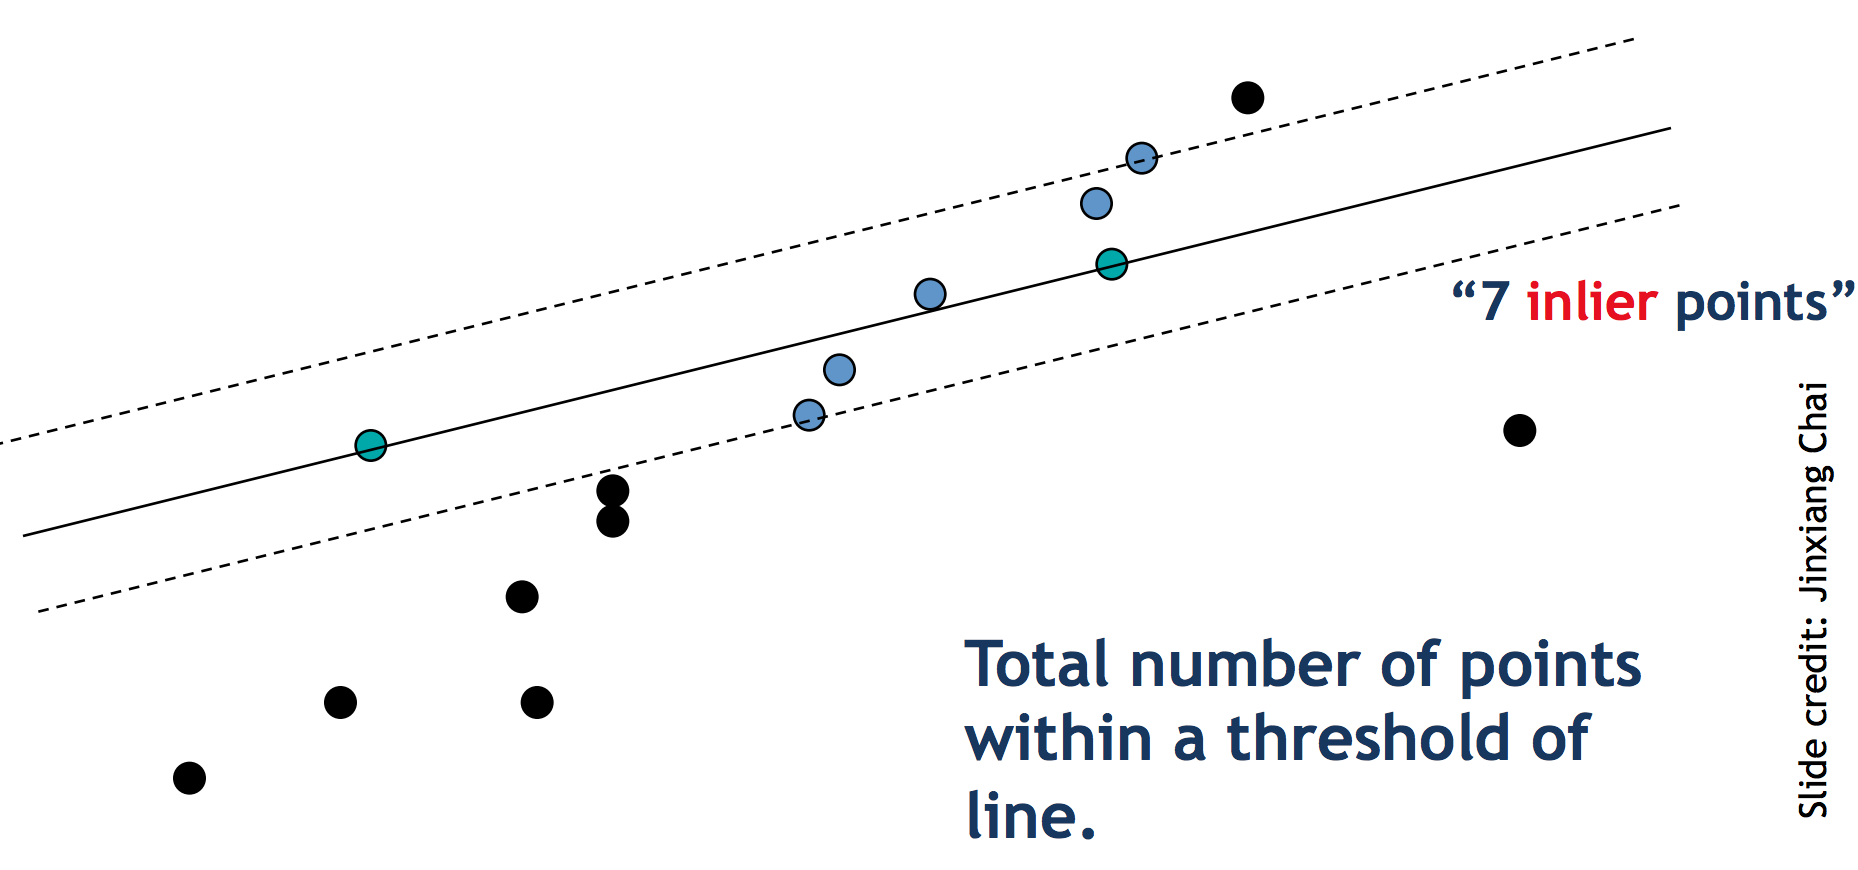 “7 inlier points”
Total number of points
within a threshold of
line.
Slide credit: Jinxiang Chai